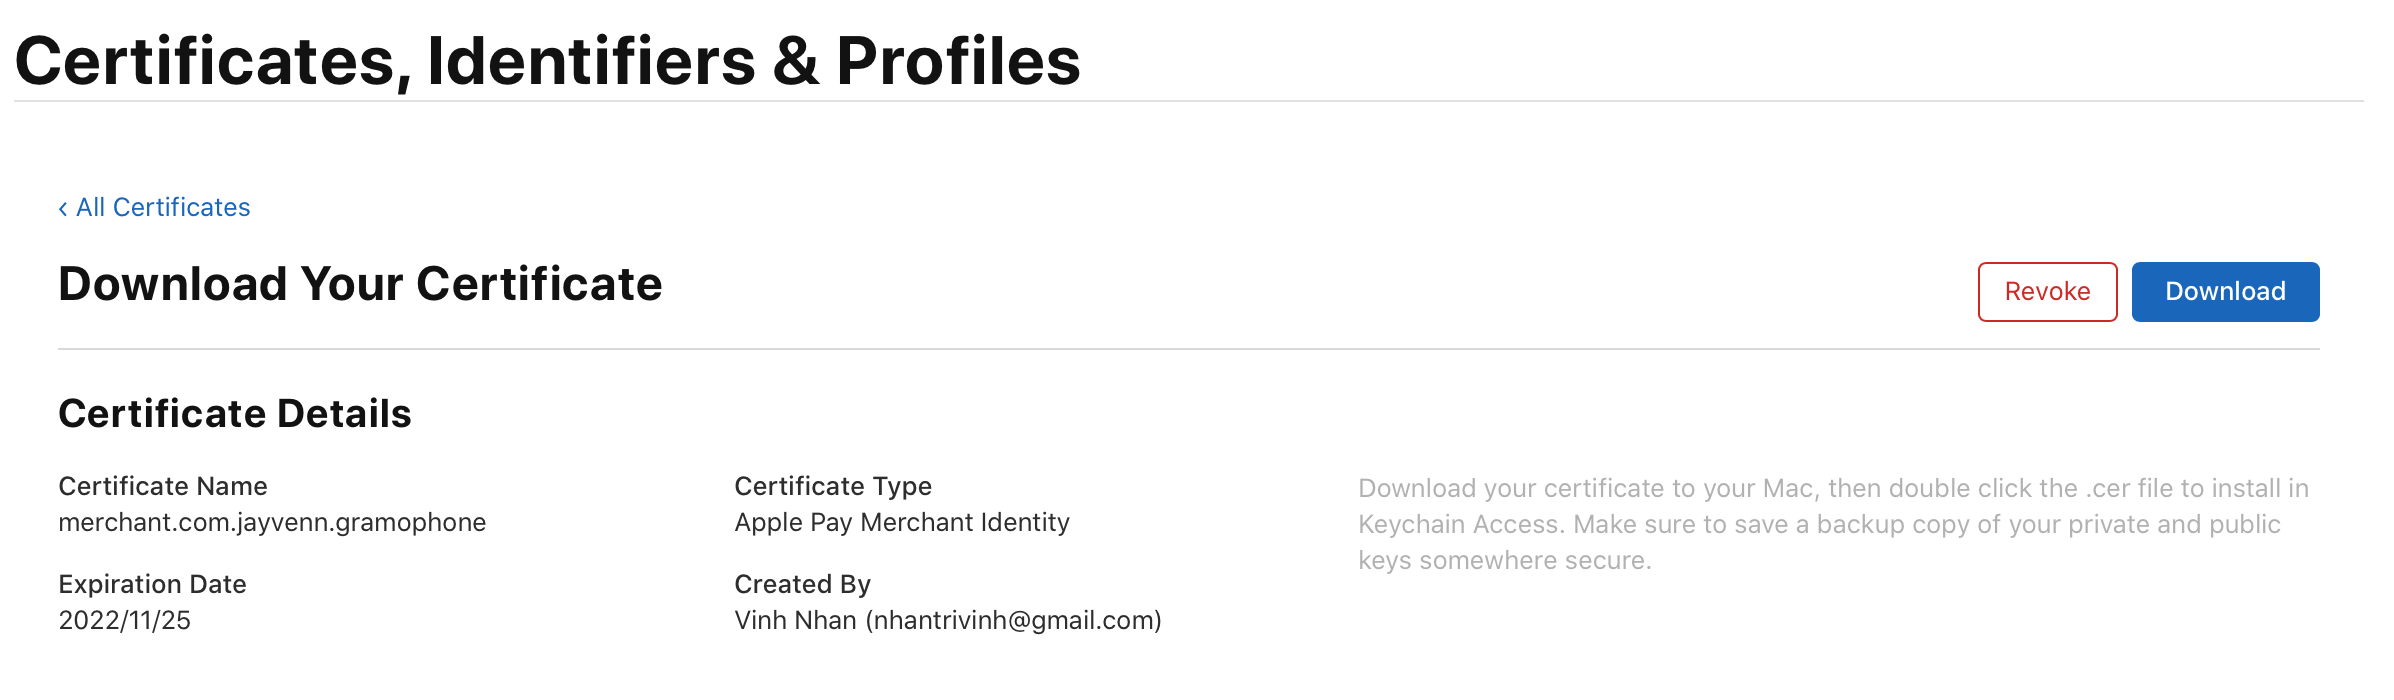 Certificates, Identifiers & Profiles
‹ All Certificates
Download Your Certificate
Revoke
Download
Certificate Details
Certificate Name
merchant.com.jayvenn.gramophone
Certificate Type
Apple Pay Merchant Identity
Expiration Date
2022/11/25
Created By
Vinh Nhan (nhantrivinh@gmail.com)
Download your certificate to your Mac, then double click the .cer file to install in
Keychain Access. Make sure to save a backup copy of your private and public
keys somewhere secure.